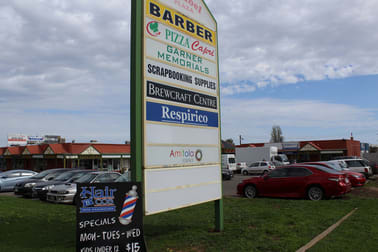 PLAZA
BARBER
PIZZA Capri
GARNER
MEMORIALS
SCRAPBOOKING SUPPLIES
BREWCRAFT CENTRE
Respirico
Amitola
Hair
SPECIALS
MON-TUES-WED
KIDS UNDER 12 $15